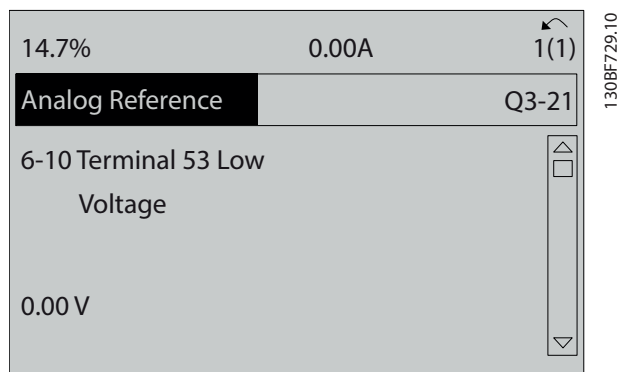 14.7% 0.00A 1(1)
Analog Reference Q3-21
6-10 Terminal 53 Low
Voltage
0.00 V
130BF729.10